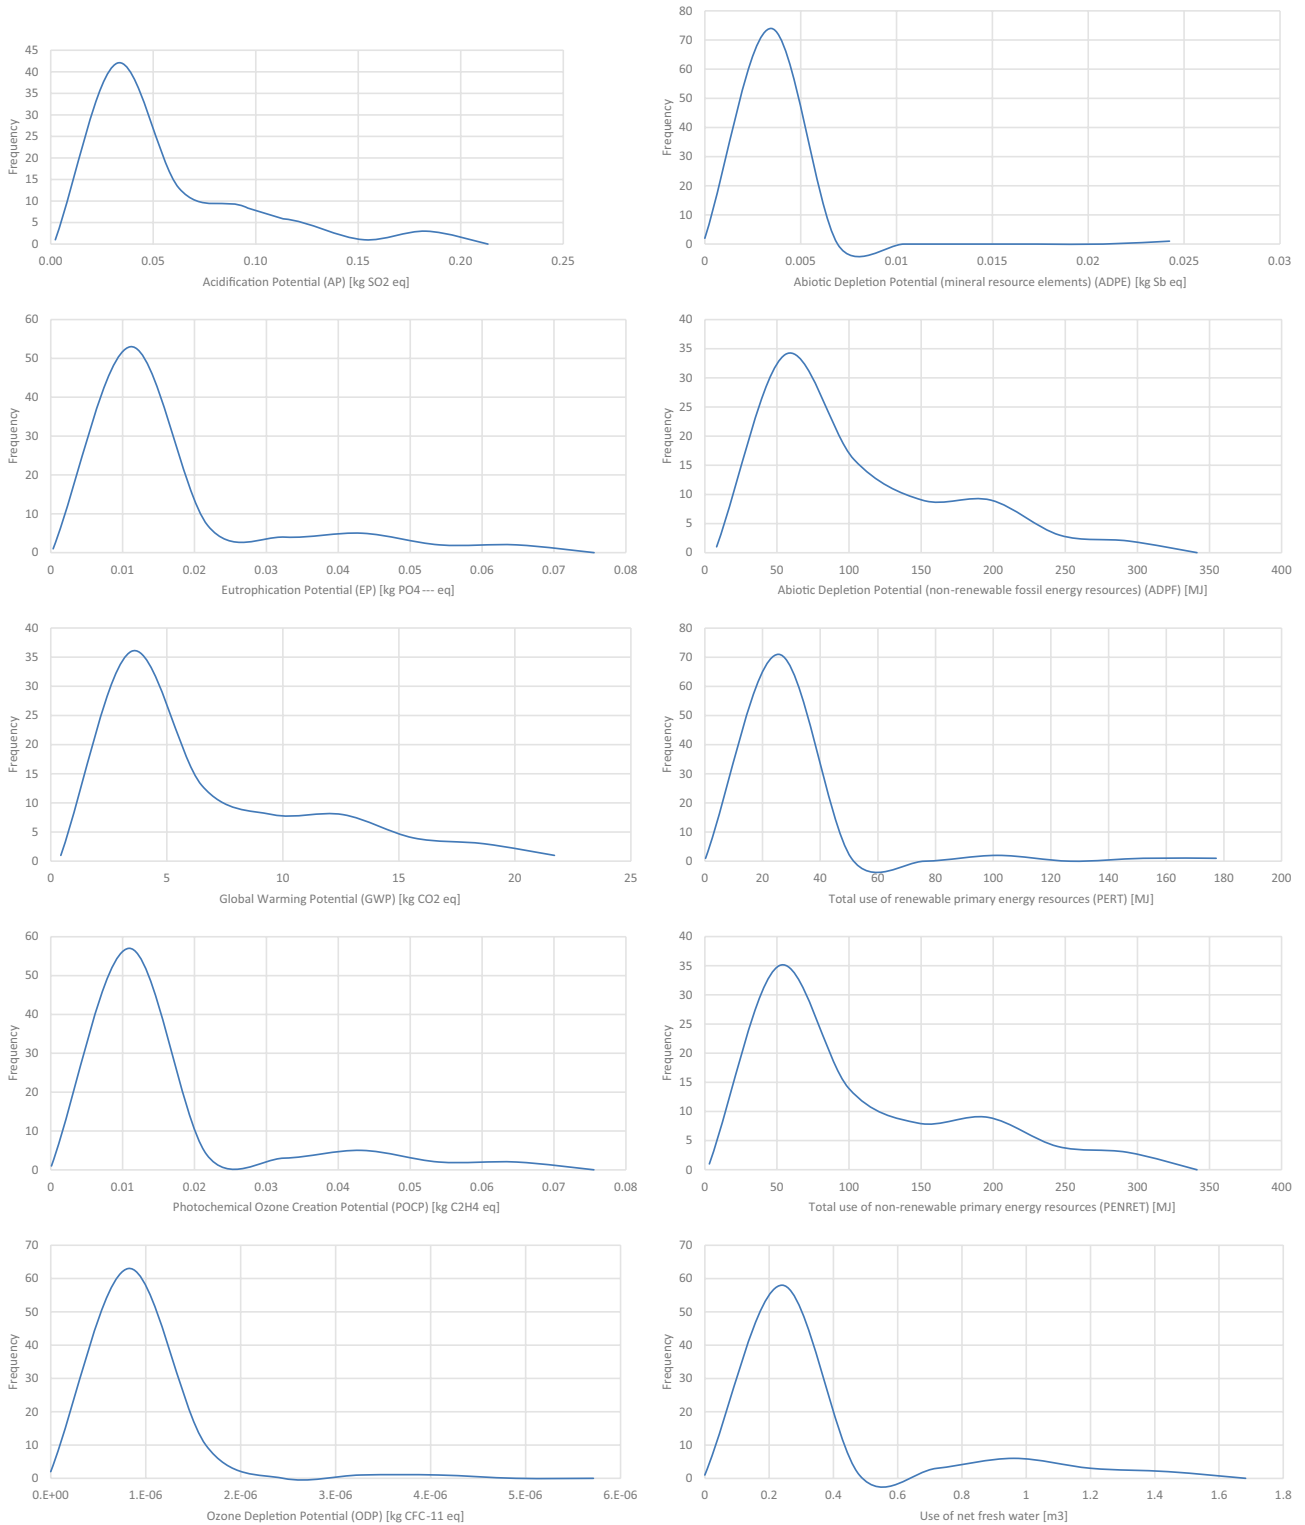 45
40
35
30
25
20
15
10
5
0
Frequency
0.00 0.05 0.10 0.15 0.20 0.25
Acidification Potential (AP) [kg SO2 eq]
80
70
60
50
40
30
20
10
0
Frequency
0 0.005 0.01 0.015 0.02 0.025 0.03
Abiotic Depletion Potential (mineral resource elements) (ADPE) [kg Sb eq]
60
50
40
30
20
10
0
Frequency
0 0.01 0.02 0.03 0.04 0.05 0.06 0.07 0.08
Eutrophication Potential (EP) [kg PO4--- eq]
40
35
30
25
20
15
10
5
0
Frequency
0 50 100 150 200 250 300 350 400
Abiotic Depletion Potential (non-renewable fossil energy resources) (ADPF) [MJ]
40
35
30
25
20
15
10
5
0
Frequency
0 5 10 15 20 25
Global Warming Potential (GWP) [kg CO2 eq]
80
70
60
50
40
30
20
10
0
Frequency
0 20 40 60 80 100 120 140 160 180 200
Total use of renewable primary energy resources (PERT) [MJ]
60
50
40
30
20
10
0
Frequency
0 0.01 0.02 0.03 0.04 0.05 0.06 0.07 0.08
Photochemical Ozone Creation Potential (POCP) [kg C2H4 eq]
40
35
30
25
20
15
10
5
0
Frequency
0 50 100 150 200 250 300 350 400
Total use of non-renewable primary energy resources (PENRET) [MJ]
70
60
50
40
30
20
10
0
Frequency
0.E+00 1.E-06 2.E-06 3.E-06 4.E-06 5.E-06 6.E-06
Ozone Depletion Potential (ODP) [kg CFC-11 eq]
70
60
50
40
30
20
10
0
Frequency
0 0.2 0.4 0.6 0.8 1 1.2 1.4 1.6 1.8
Use of net fresh water [m3]